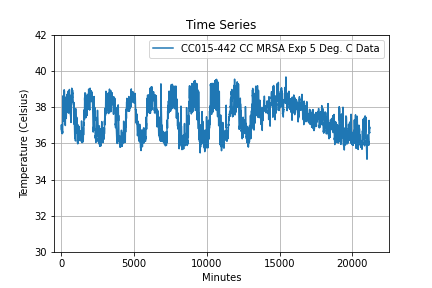 Time Series
CC015-442 CC MRSA Exp 5 Deg. C Data
Temperature (Celsius)
42
40
38
36
34
32
30
0 5000 10000 15000 20000
Minutes